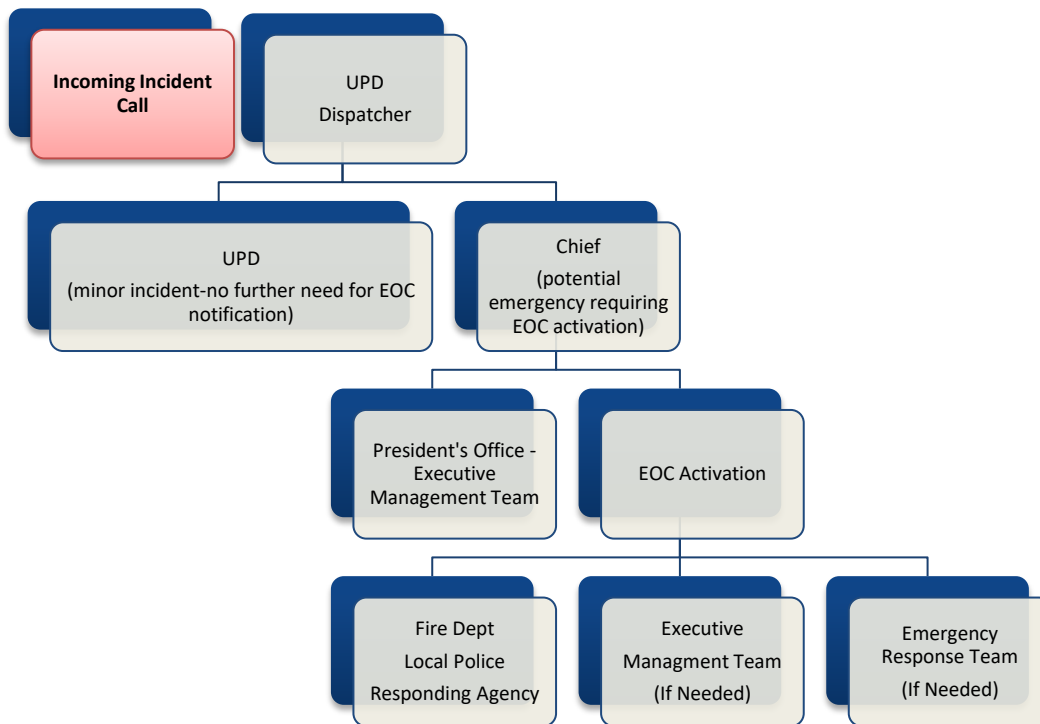 Incoming Incident
Call
UPD
Dispatcher
UPD
(minor incident-no further need for EOC
notification)
Chief
(potential
emergency requiring
EOC activation)
President's Office -
Executive
Management Team
EOC Activation
Fire Dept
Local Police
Responding Agency
Executive
Managment Team
(If Needed)
Emergency
Response Team
(If Needed)